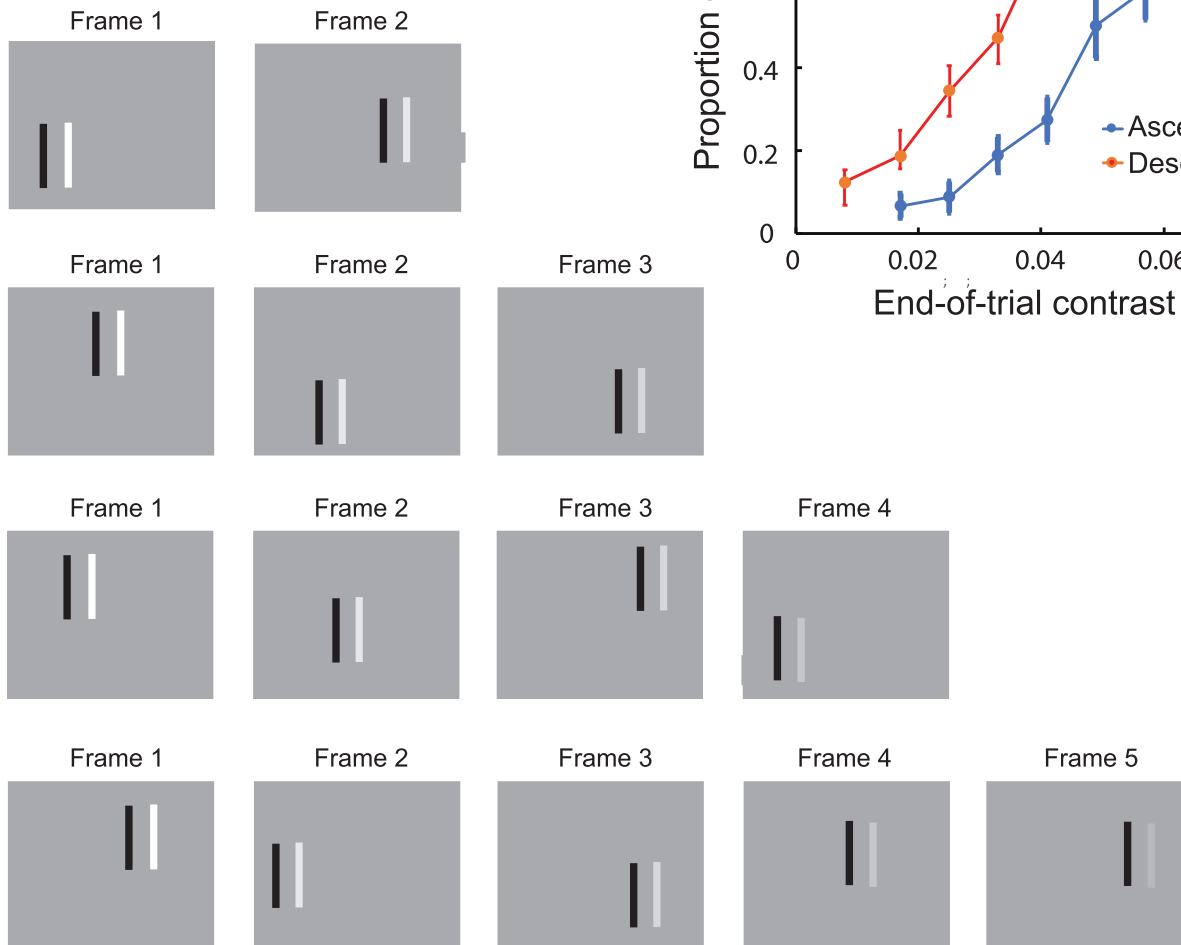 Frame 1 Frame 2
Proportion
0.4
0.2
0
0 0.02 0.04
End-of-trial contrast
Frame 1 Frame 2 Frame 3
Frame 1 Frame 2 Frame 3 Frame 4
Frame 1 Frame 2 Frame 3 Frame 4 Frame 5